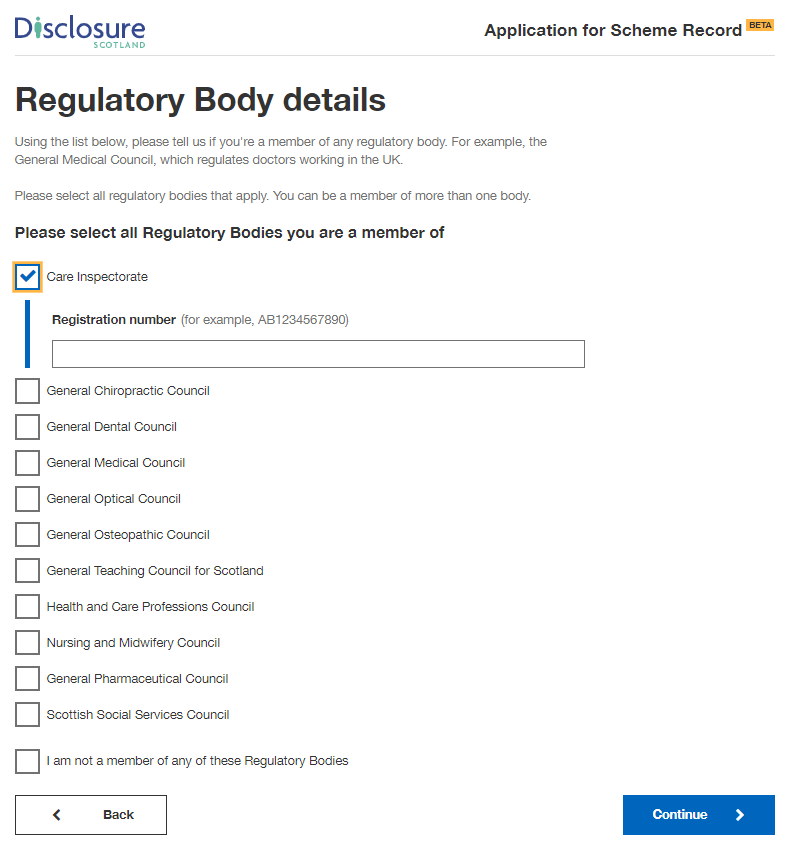 Disclosure
SCOTLAND
Application for Scheme Record BETA
Regulatory Body details
Using the list below, please tell us if you're a member of any regulatory body. For example, the
General Medical Council, which regulates doctors working in the UK.
Please select all regulatory bodies that apply. You can be a member of more than one body.
Please select all Regulatory Bodies you are a member of
Care Inspectorate
Registration number (for example, AB1234567890)
General Chiropractic Council
General Dental Council
General Medical Council
General Optical Council
General Osteopathic Council
General Teaching Council for Scotland
Health and Care Professions Council
Nursing and Midwifery Council
General Pharmaceutical Council
Scottish Social Services Council
I am not a member of any of these Regulatory Bodies
Back
Continue